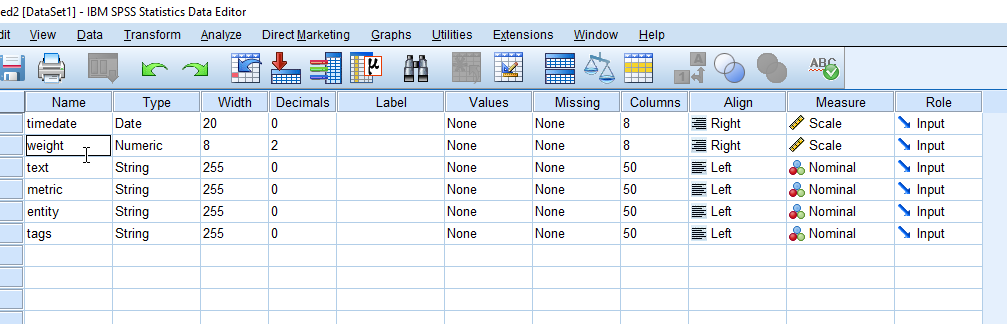 ed2 [DataSet1] - IBM SPSS Statistics Data Editor
dit View Data Transform Analyze Direct Marketing Graphs Utilities Extensions Window Help
Name Type Width Decimals Label Values Missing Columns Align Measure Role
timedate Date 20 0 None None 8 Right Scale Input
weight Numeric 8 2 None None 8 Right Scale Input
text String 255 0 None None 50 Left Nominal Input
metric String 255 0 None None 50 Left Nominal Input
entity String 255 0 None None 50 Left Nominal Input
tags String 255 0 None None 50 Left Nominal Input